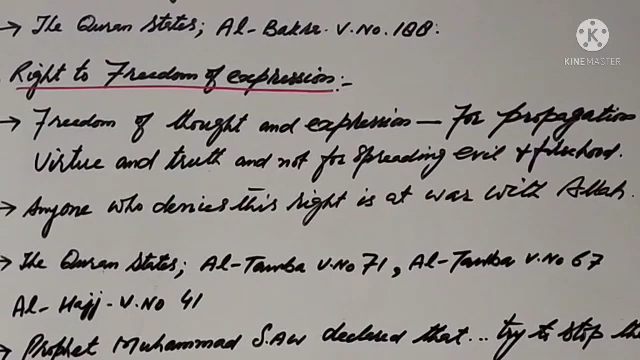 → The Quran States; Al-Bakra. V.No. 188.
KINEMASTER
Right to Freedom of expression:-
→ Freedom of thought and expression — For propagation
Virtue and truth and not for spreading evil & falsehood.
→ Anyone who denies this right is at war with Allah.
→ The Quran States; Al-Tauba V.No 71, Al-Tauba V.No 67
Al-Hajj-V.No 41
→ Prophet Muhammad S.A.W declared that... try to stop the